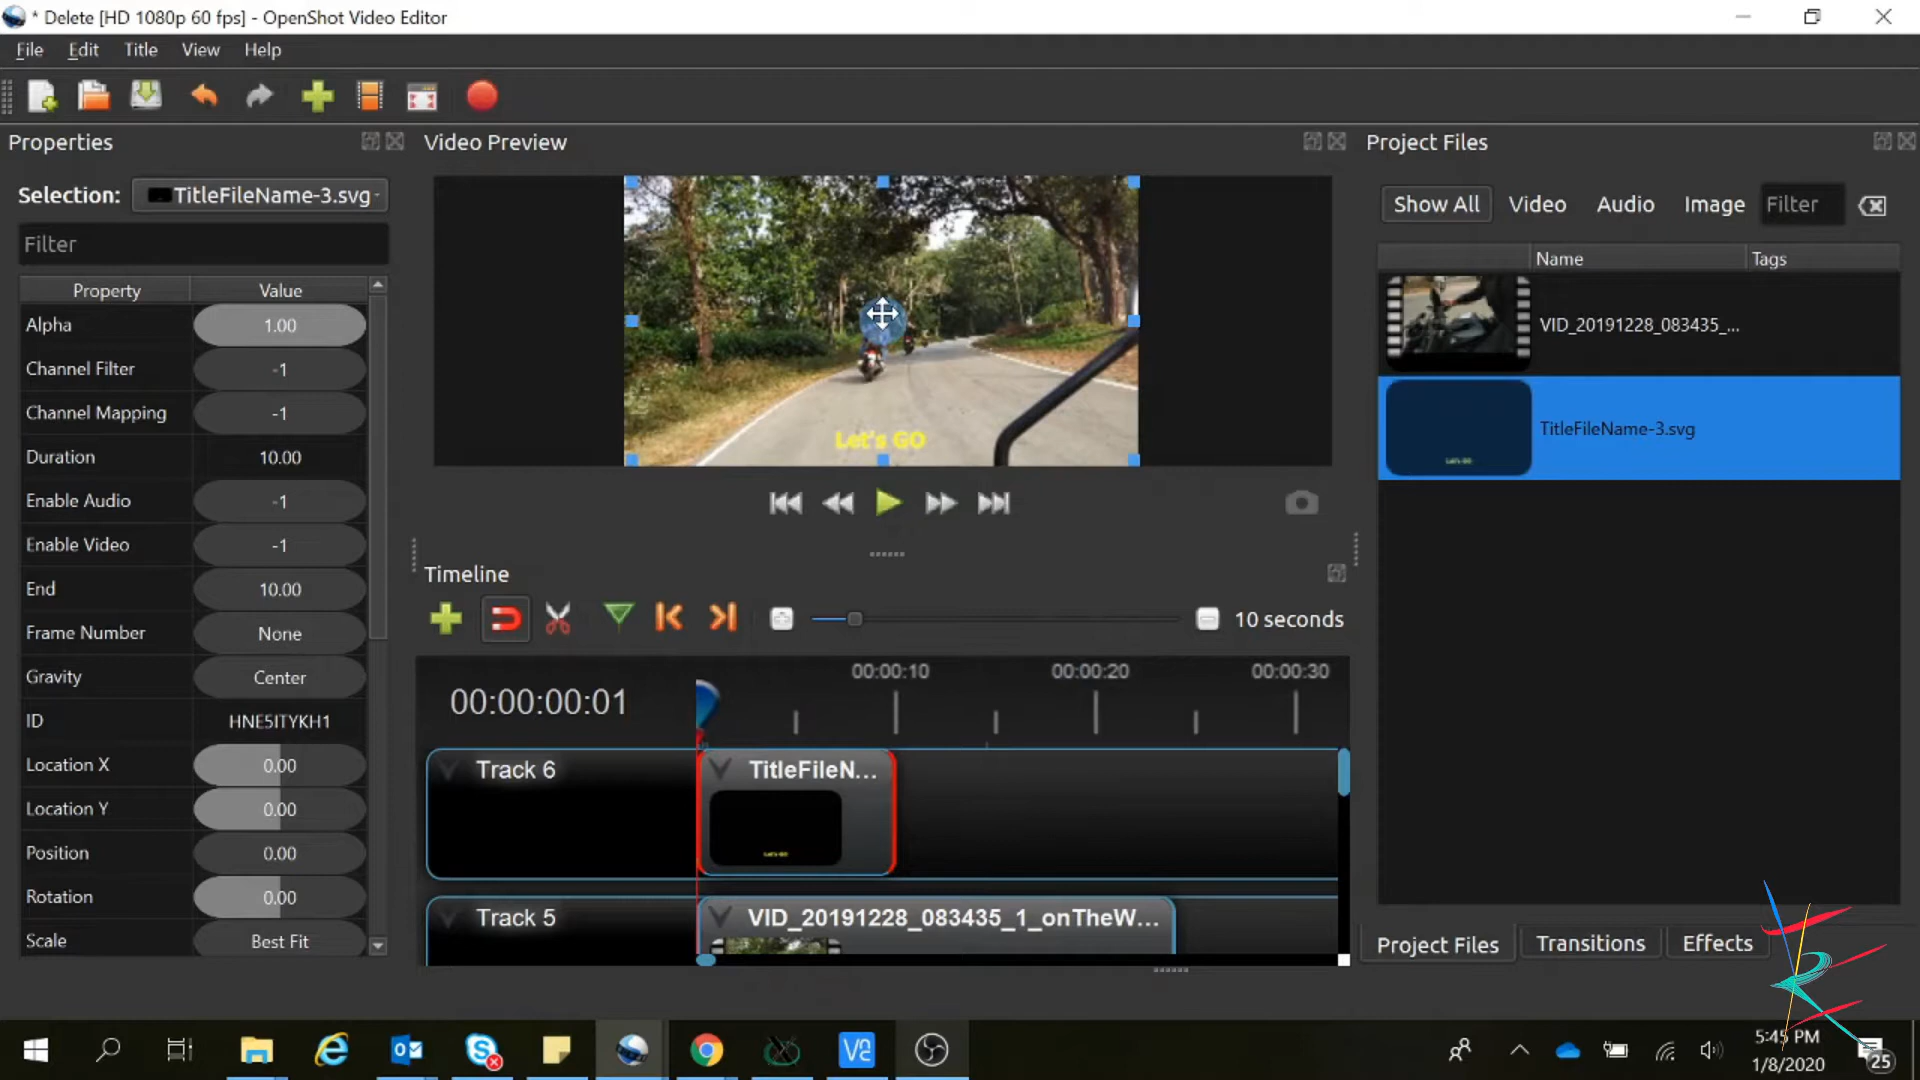 * Delete [HD 1080p 60 fps] - OpenShot Video Editor
File Edit Title View Help
Properties
Selection: TitleFileName-3.svg
Filter
Property Value
Alpha 1.00
Channel Filter -1
Channel Mapping -1
Duration 10.00
Enable Audio -1
Enable Video -1
End 10.00
Frame Number None
Gravity Center
ID HNE5ITYKH1
Location X 0.00
Location Y 0.00
Position 0.00
Rotation 0.00
Scale Best Fit
Video Preview
Let's GO
Timeline
10 seconds
00:00:00:01
00:00:10 00:00:20 00:00:30
Track 6 TitleFileN...
Let's GO
Track 5 VID_20191228_083435_1_onTheW...
Project Files
Show All Video Audio Image Filter
Name Tags
VID_20191228_083435_...
Let's GO
TitleFileName-3.svg
Project Files Transitions Effects
5:45 PM
1/8/2020
25